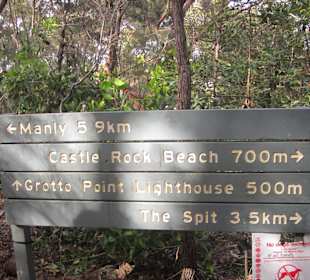 ←Manly 5.9km
Castle Rock Beach 700m→
↑Grotto Point Lighthouse 500m
The Spit 3.5km→